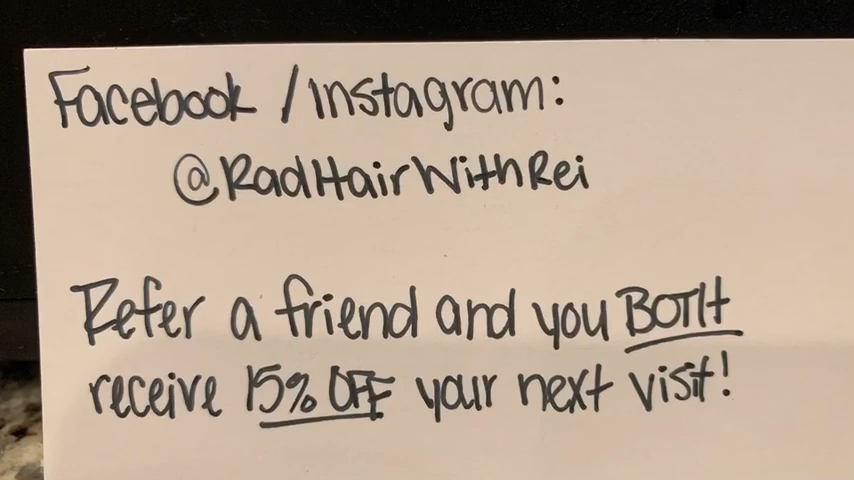 Facebook / Instagram:
@RadHairWithRei
Refer a friend and you BOTH
receive 15% OFF your next visit!